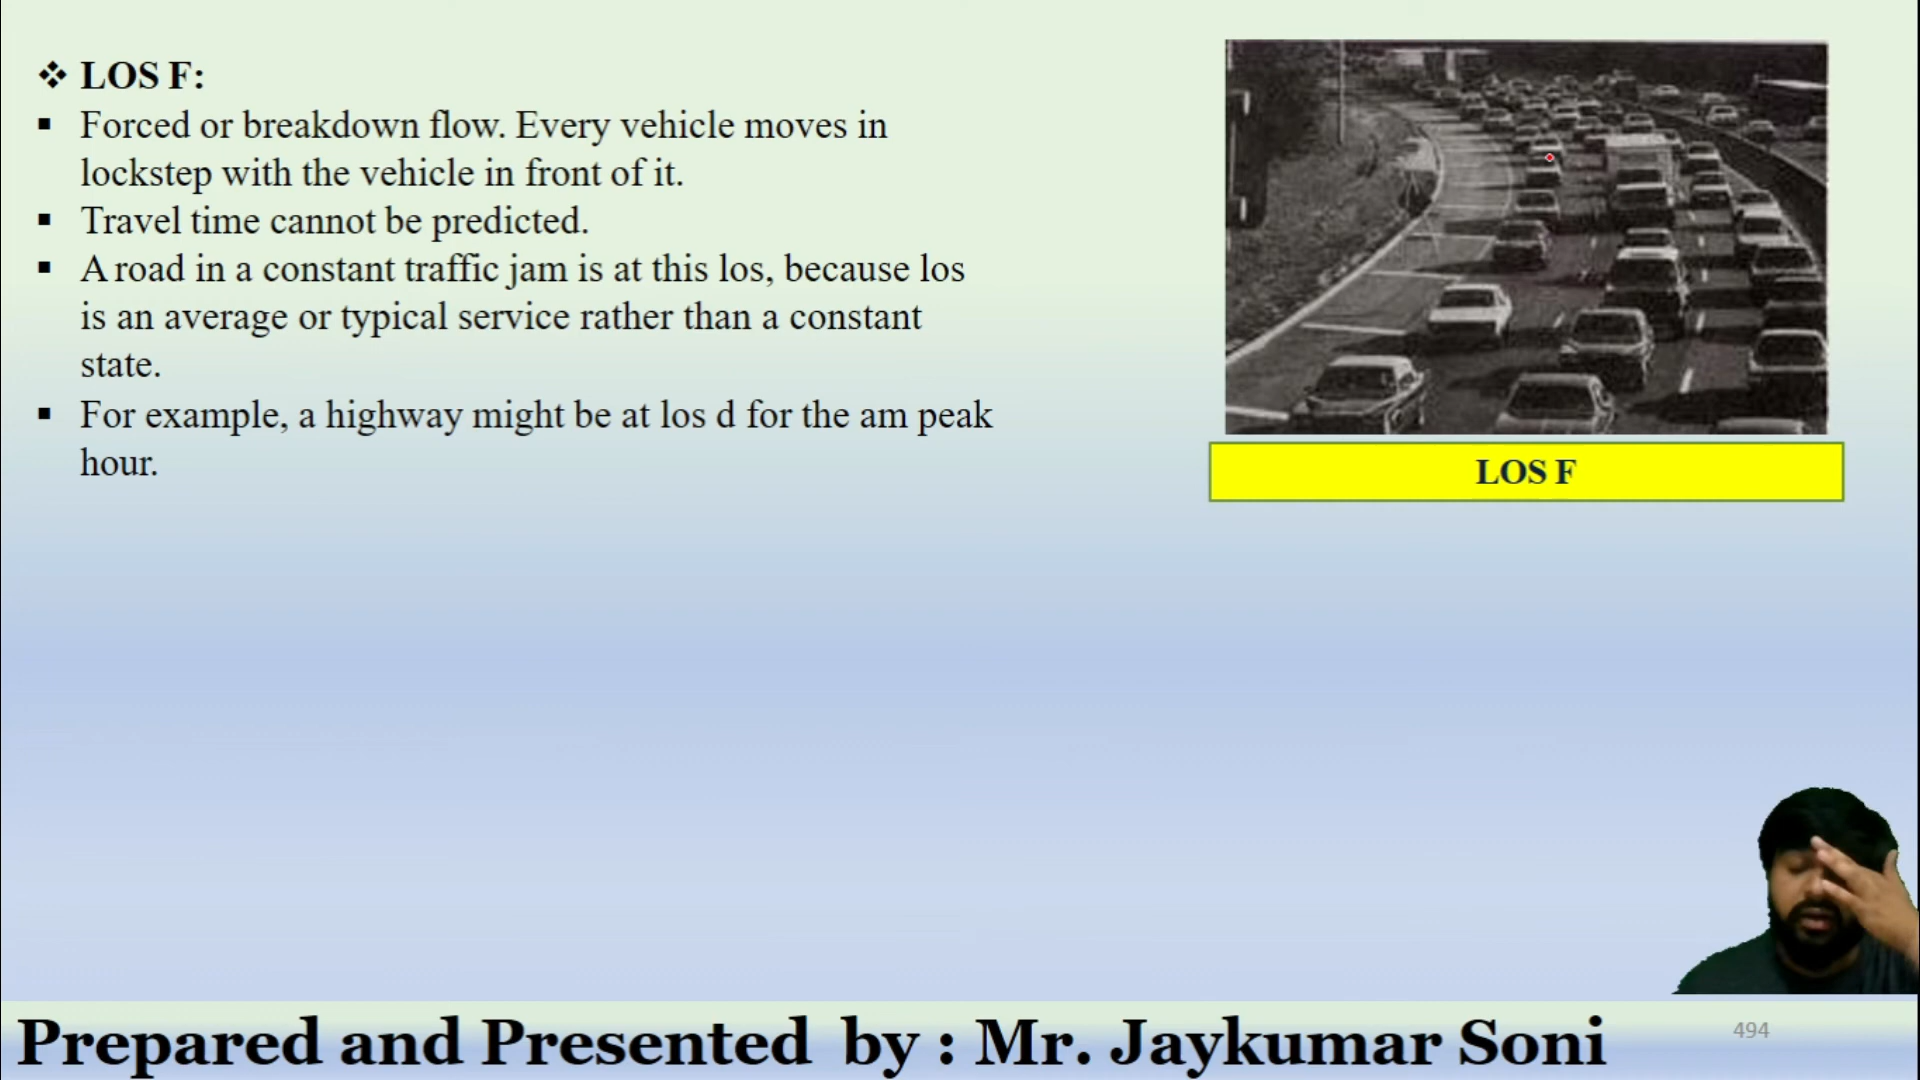 LOS F:
Forced or breakdown flow. Every vehicle moves in
lockstep with the vehicle in front of it.
Travel time cannot be predicted.
A road in a constant traffic jam is at this los, because los
is an average or typical service rather than a constant
state.
For example, a highway might be at los d for the am peak
hour.
LOS F
Prepared and Presented by : Mr. Jaykumar Soni
494